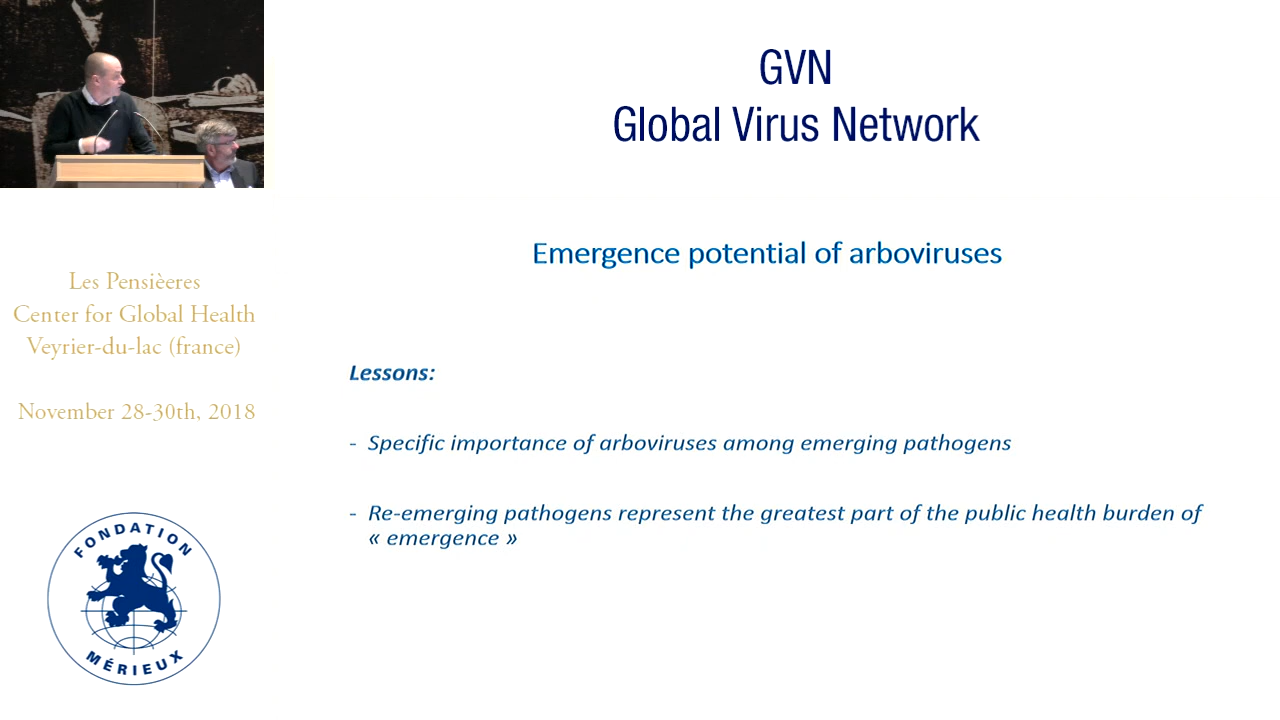 GVN
Global Virus Network
Emergence potential of arboviruses
Les Pensièeres
Center for Global Health
Veyrier-du-lac (france)
November 28-30th, 2018
Lessons:
- Specific importance of arboviruses among emerging pathogens
- Re-emerging pathogens represent the greatest part of the public health burden of
« emergence »
FONDATION
MÉRIEUX